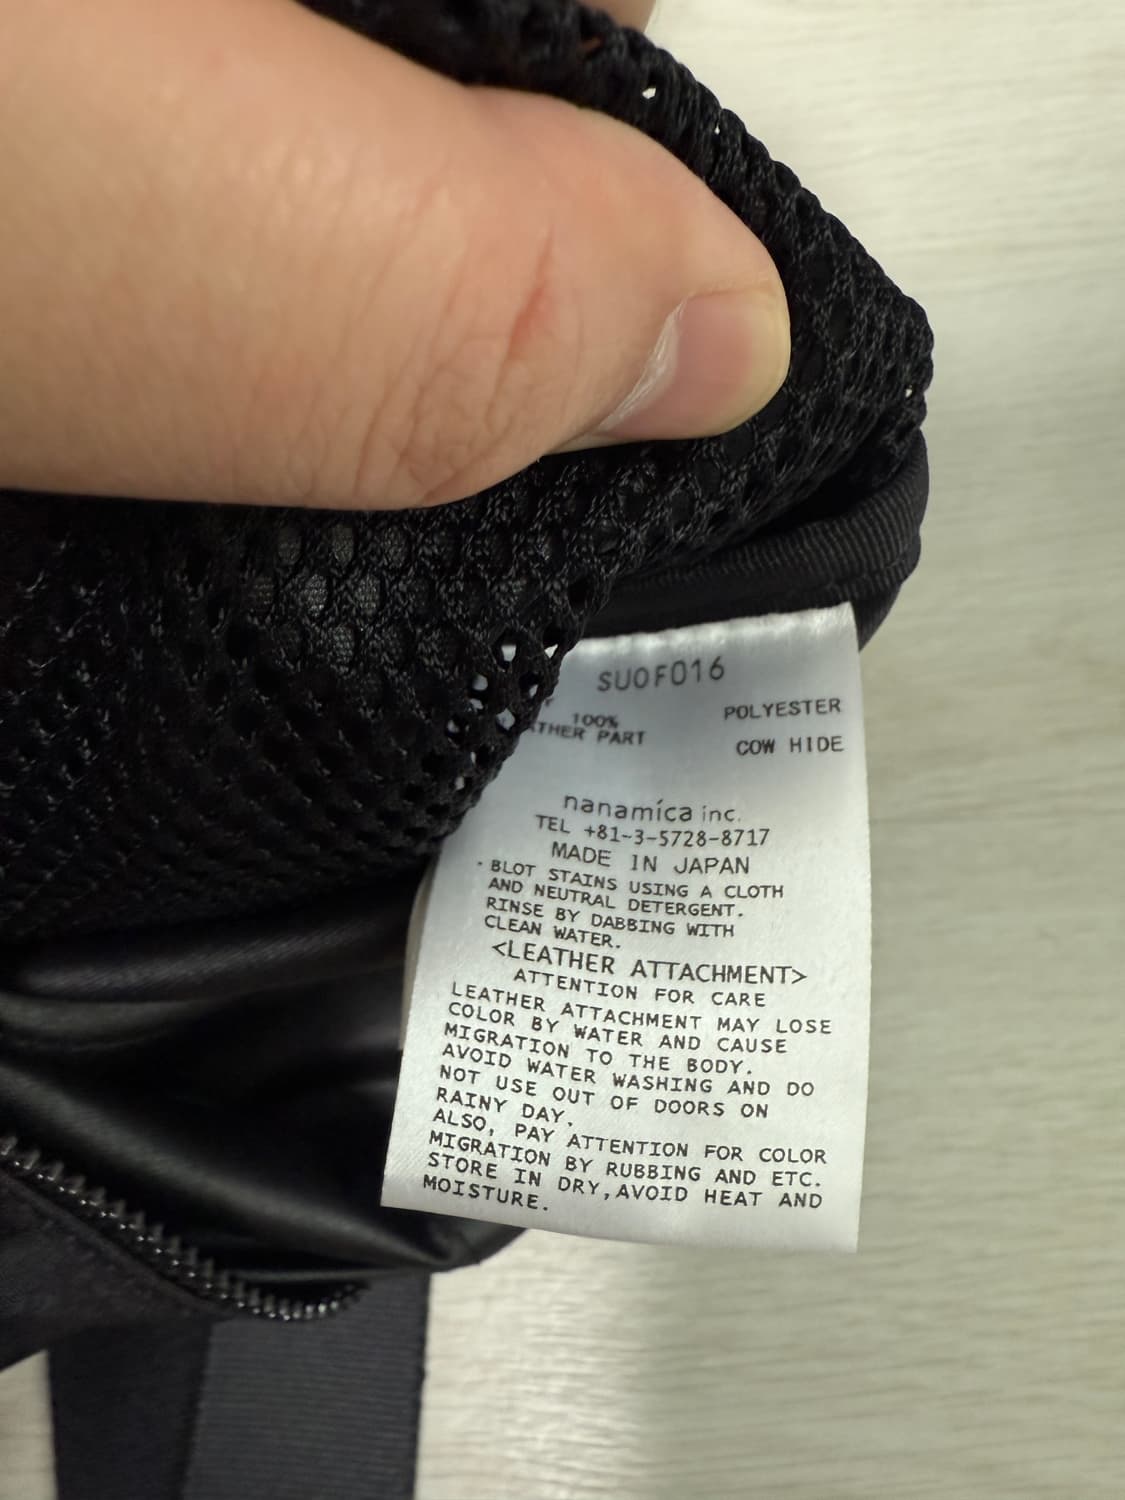 SU0F016
100% POLYESTER
PART COW HIDE
nanamica inc.
TEL +81-3-5728-8717
MADE IN JAPAN
・BLOT STAINS USING A CLOTH
AND NEUTRAL DETERGENT.
RINSE BY DABBING WITH
CLEAN WATER.
<LEATHER ATTACHMENT>
ATTENTION FOR CARE
LEATHER ATTACHMENT MAY LOSE
COLOR BY WATER AND CAUSE
MIGRATION TO THE BODY.
AVOID WATER WASHING AND DO
NOT USE OUT OF DOORS ON
RAINY DAY.
ALSO, PAY ATTENTION FOR COLOR
MIGRATION BY RUBBING AND ETC.
STORE IN DRY,AVOID HEAT AND
MOISTURE.